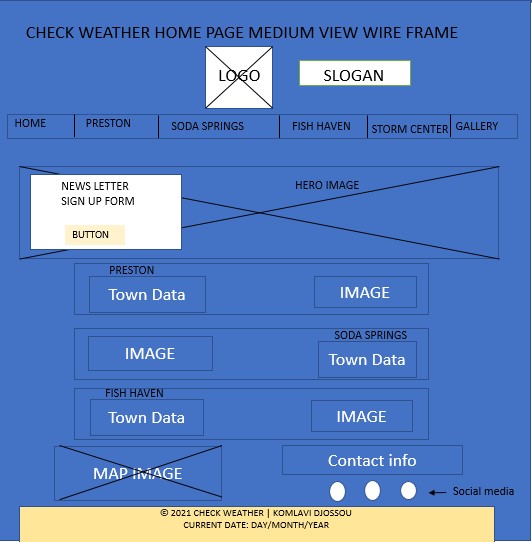 CHECK WEATHER HOME PAGE MEDIUM VIEW WIRE FRAME
LOGO
SLOGAN
HOME
PRESTON
SODA SPRINGS
FISH HAVEN
STORM CENTER
GALLERY
NEWS LETTER
SIGN UP FORM
BUTTON
HERO IMAGE
PRESTON
Town Data
IMAGE
IMAGE
SODA SPRINGS
Town Data
FISH HAVEN
Town Data
IMAGE
MAP IMAGE
Contact info
Social media
© 2021 CHECK WEATHER | KOMLAVI DJOSSOU
CURRENT DATE: DAY/MONTH/YEAR